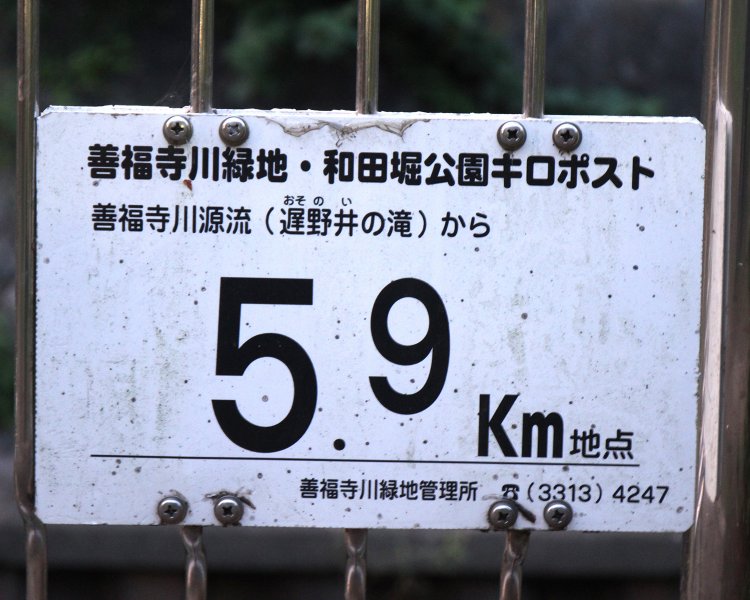 善福寺川緑地・和田堀公園キロポスト
おそ の い
善福寺川源流(遅野井の滝)から
5.9Km地点
善福寺川緑地管理所 ☎(3313)4247